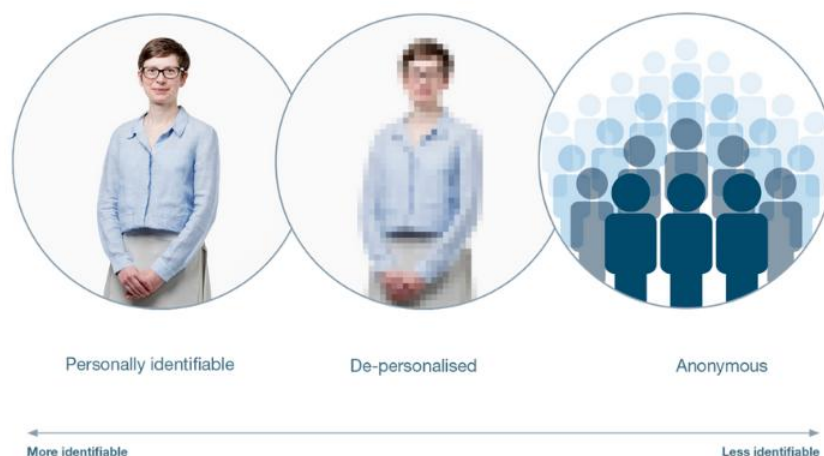 Personally identifiable
De-personalised
Anonymous
More identifiable
Less identifiable